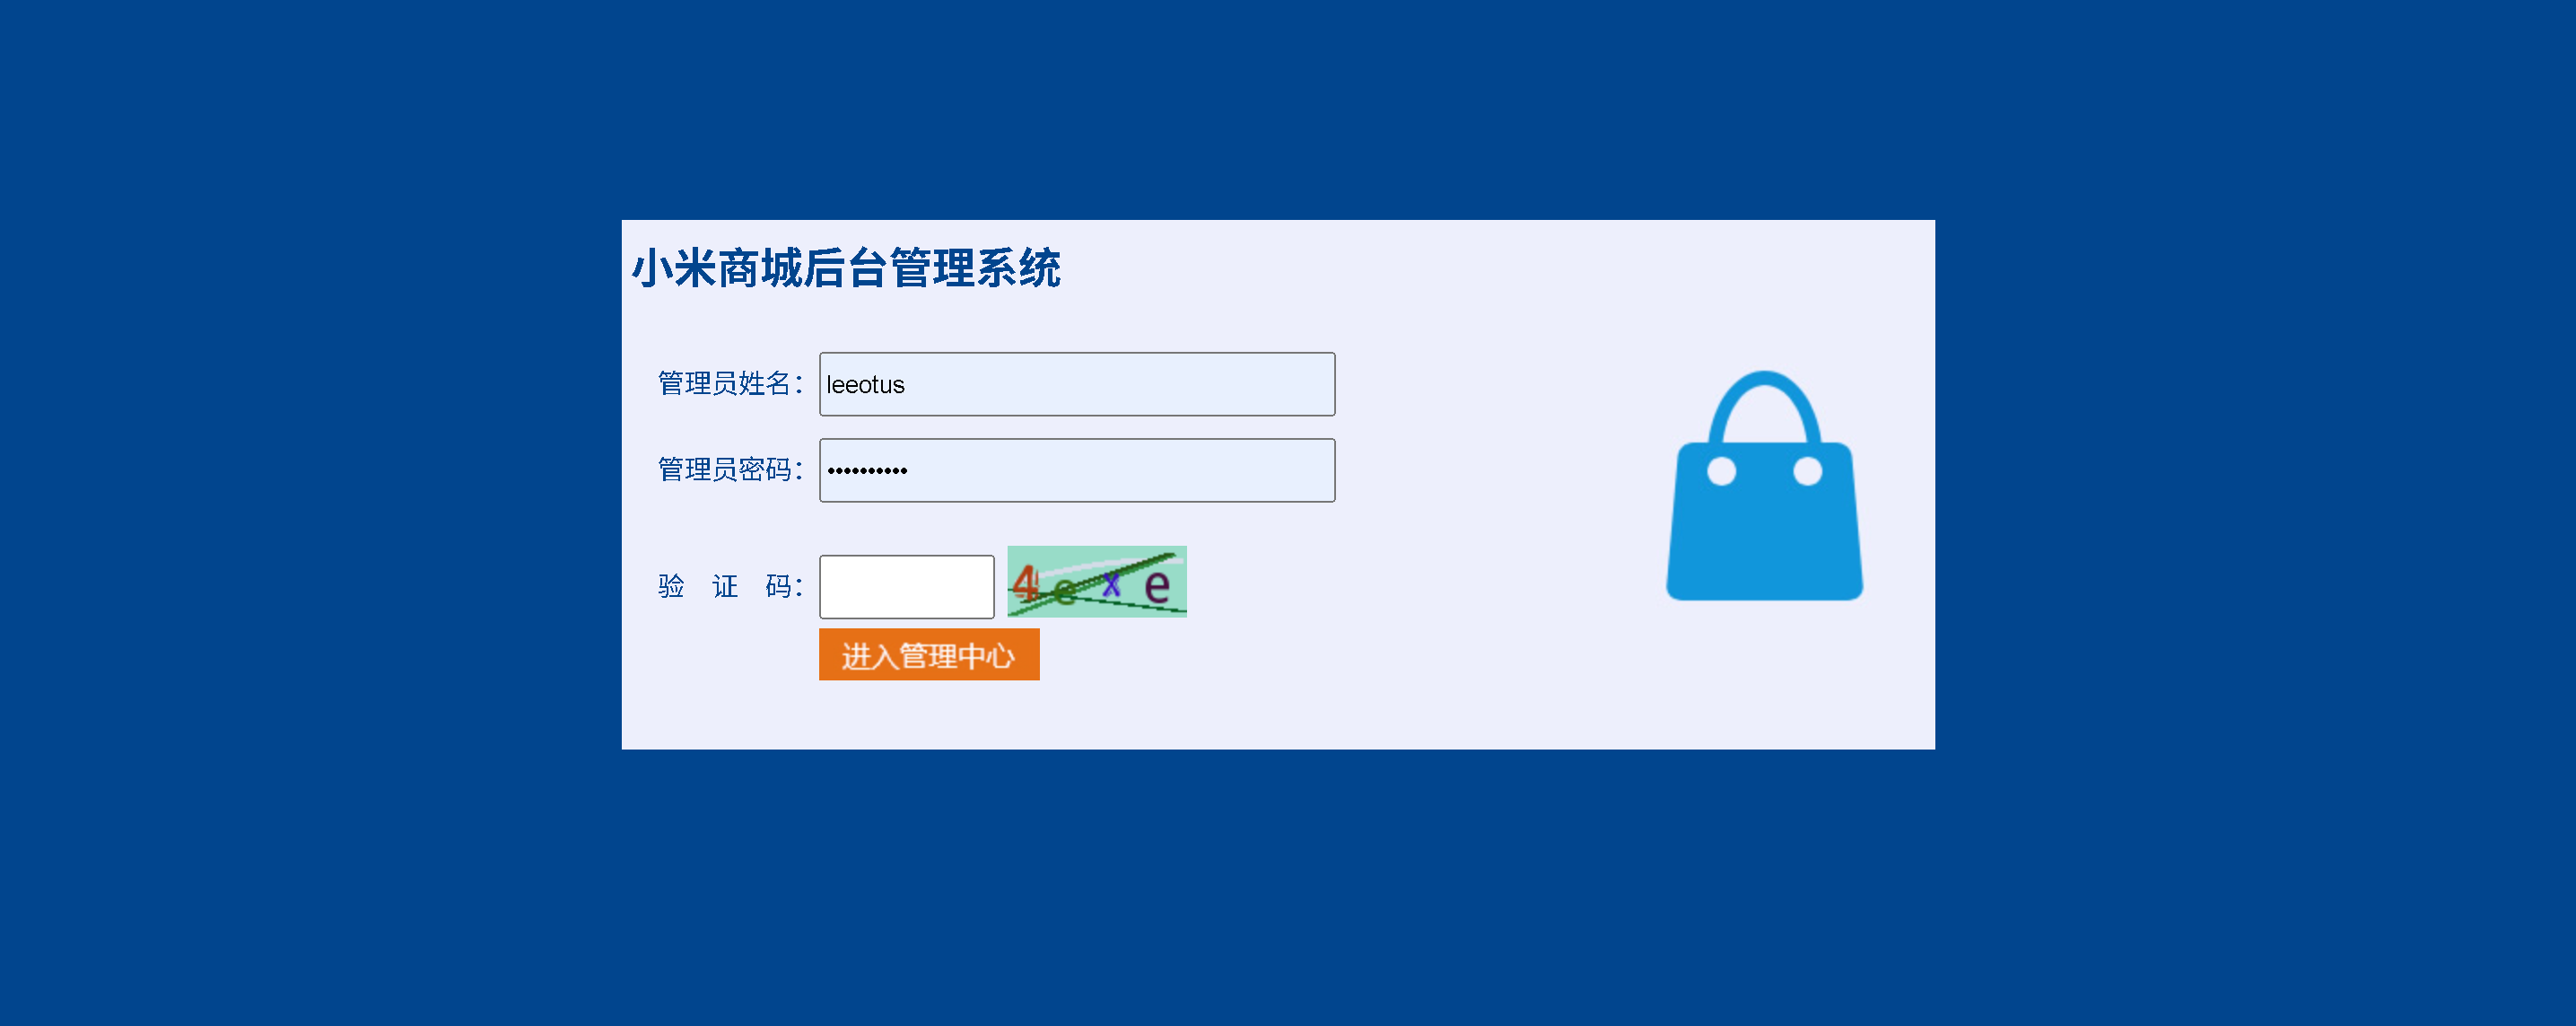 小米商城后台管理系统
管理员姓名： leeotus
管理员密码： ••••••••••
验 证 码： 4exe
进入管理中心